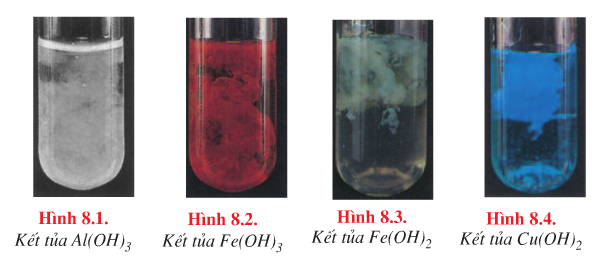 Hình 8.1.
Kết tủa Al(OH)₃
Hình 8.2.
Kết tủa Fe(OH)₃
Hình 8.3.
Kết tủa Fe(OH)₂
Hình 8.4.
Kết tủa Cu(OH)₂